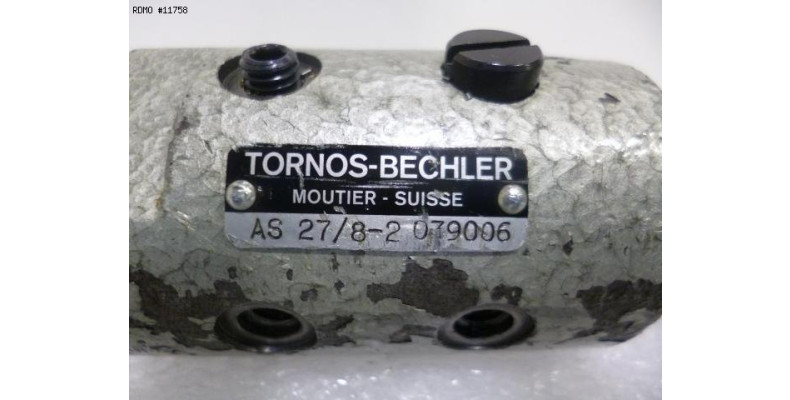 RDMO #11758
TORNOS-BECHLER
MOUTIER - SUISSE
AS 27/8-2 079006